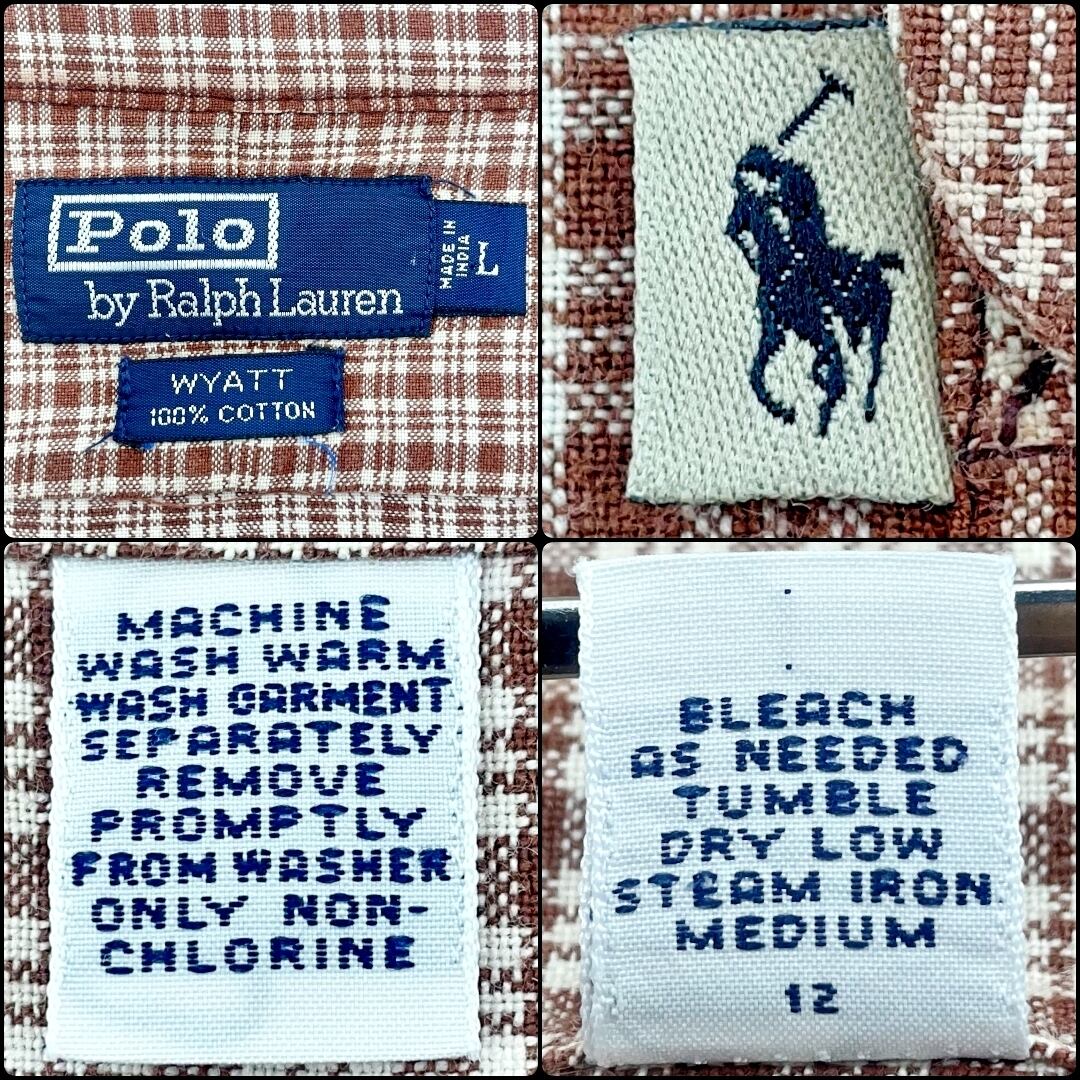 Polo
by Ralph Lauren
MADE IN
INDIA
L
WYATT
100% COTTON
MACHINE
WASH WARM
WASH GARMENT
SEPARATELY
REMOVE
PROMPTLY
FROM WASHER
ONLY NON-
CHLORINE
BLEACH
AS NEEDED
TUMBLE
DRY LOW
STEAM IRON
MEDIUM
12